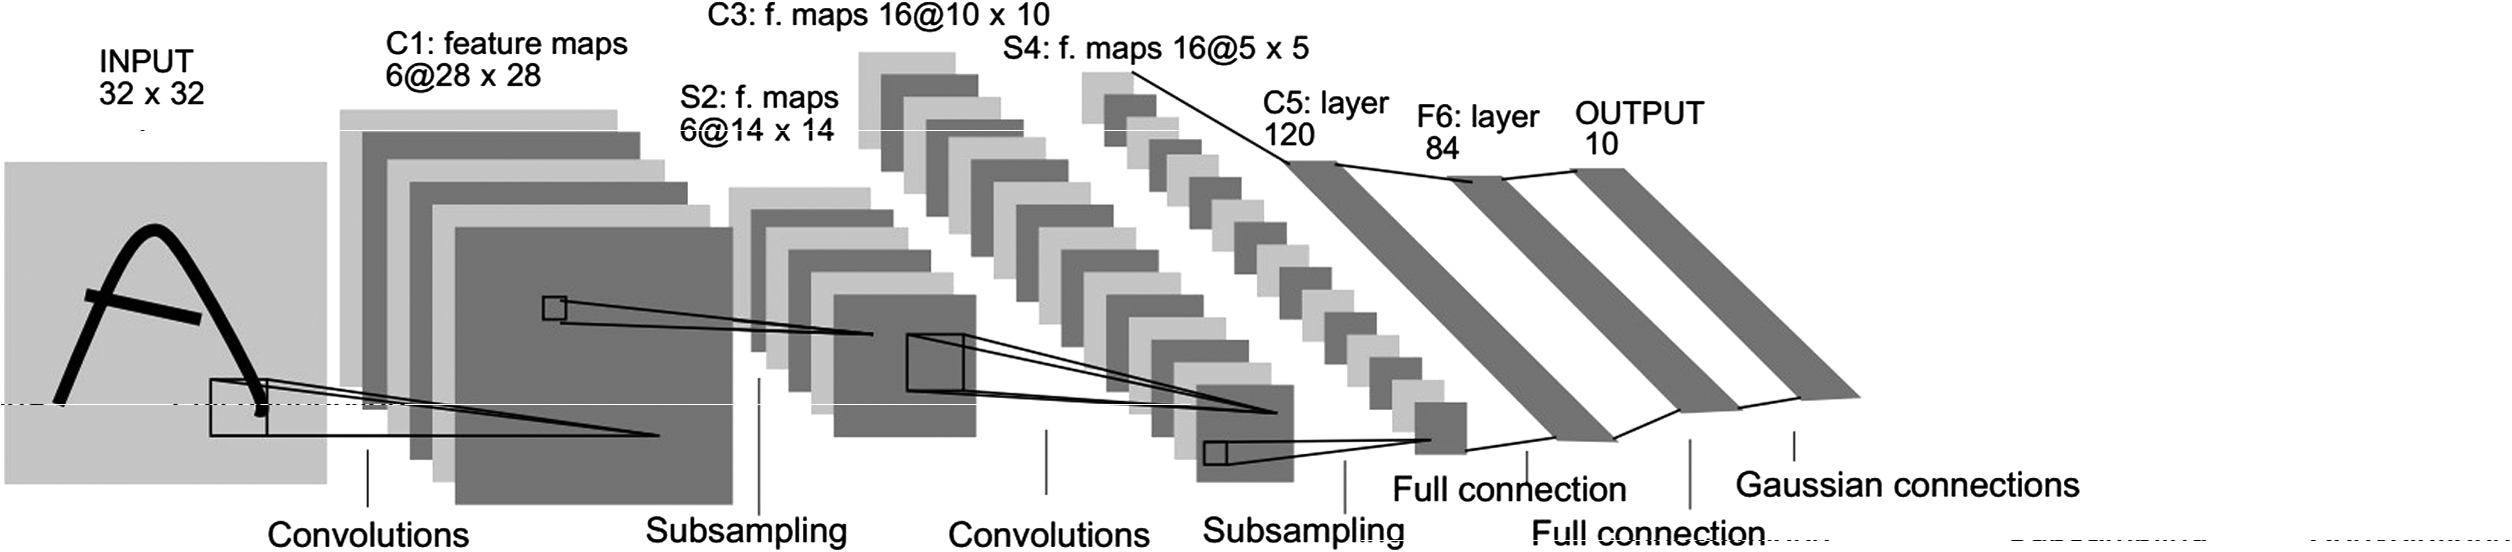 INPUT
32 x 32
C1: feature maps
6@28 x 28
S2: f. maps
6@14 x 14
C3: f. maps 16@10 x 10
S4: f. maps 16@5 x 5
C5: layer
120
F6: layer
84
OUTPUT
10
Convolutions
Subsampling
Convolutions
Subsampling
Full connection
Full connection
Gaussian connections